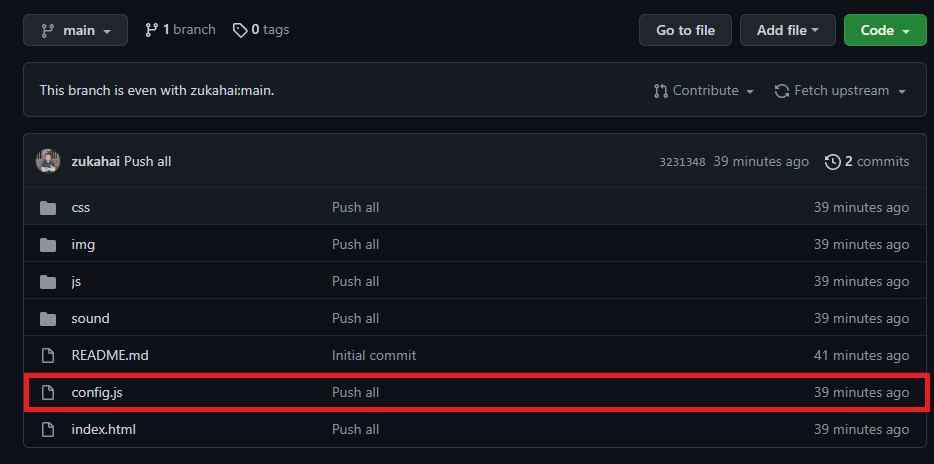 main 1 branch 0 tags Go to file Add file Code
This branch is even with zukahai:main. Contribute Fetch upstream
zukahai Push all 3231348 39 minutes ago 2 commits
css Push all 39 minutes ago
img Push all 39 minutes ago
js Push all 39 minutes ago
sound Push all 39 minutes ago
README.md Initial commit 41 minutes ago
config.js Push all 39 minutes ago
index.html Push all 39 minutes ago